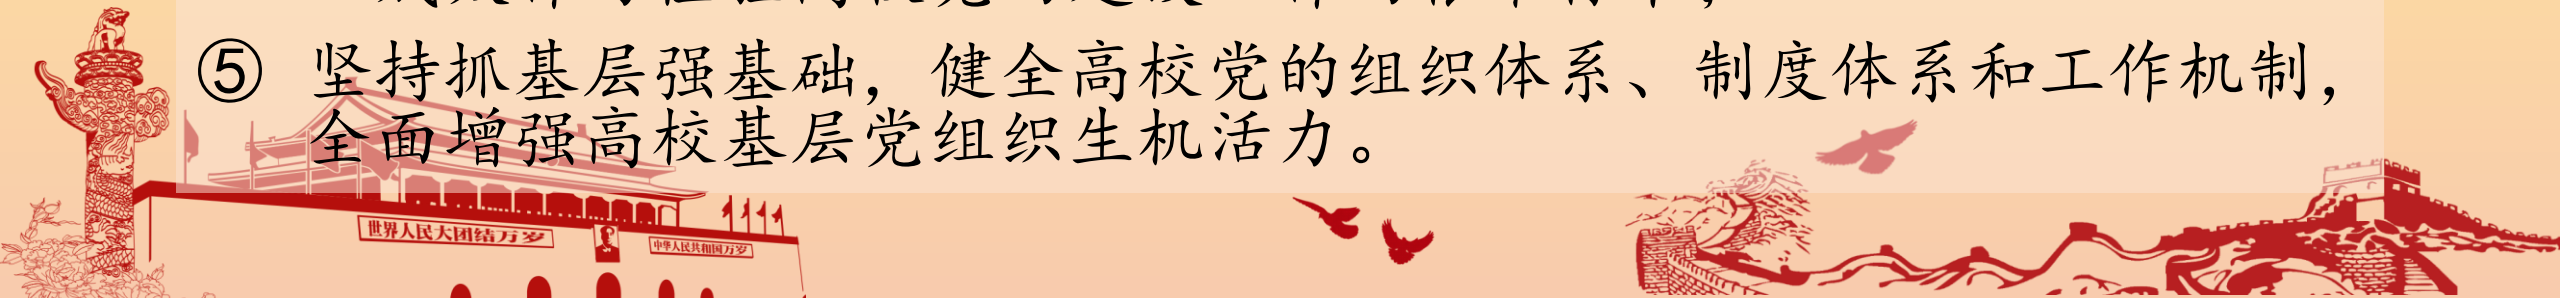 ⑤ 坚持抓基层强基础，健全高校党的组织体系、制度体系和工作机制，
全面增强高校基层党组织生机活力。
世界人民大团结万岁
中华人民共和国万岁